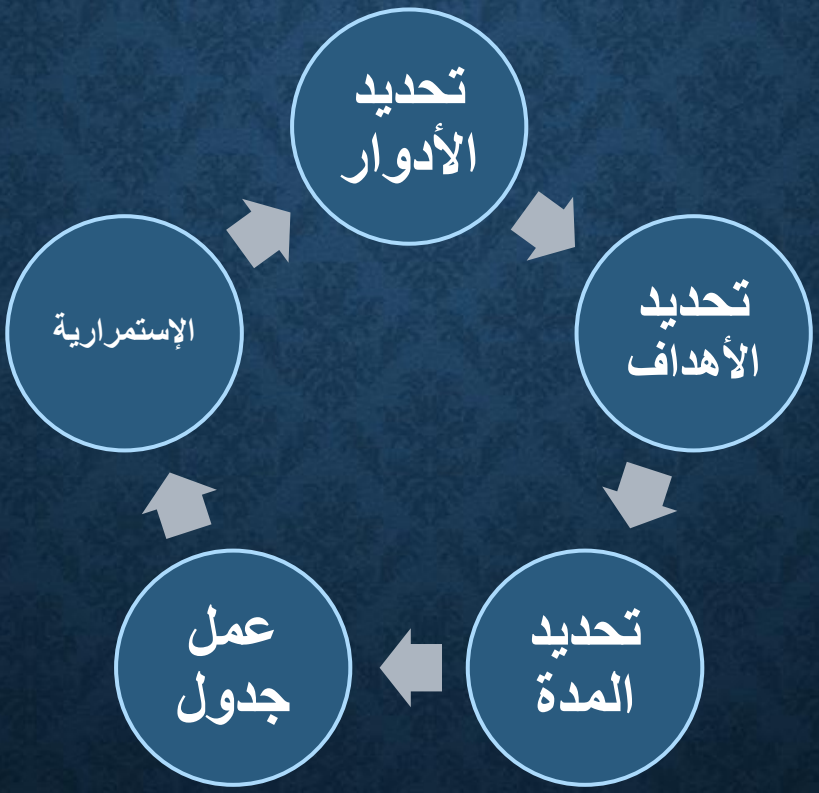 تحديد
الأدوار
تحديد
الأهداف
تحديد
المدة
عمل
جدول
الإستمرارية